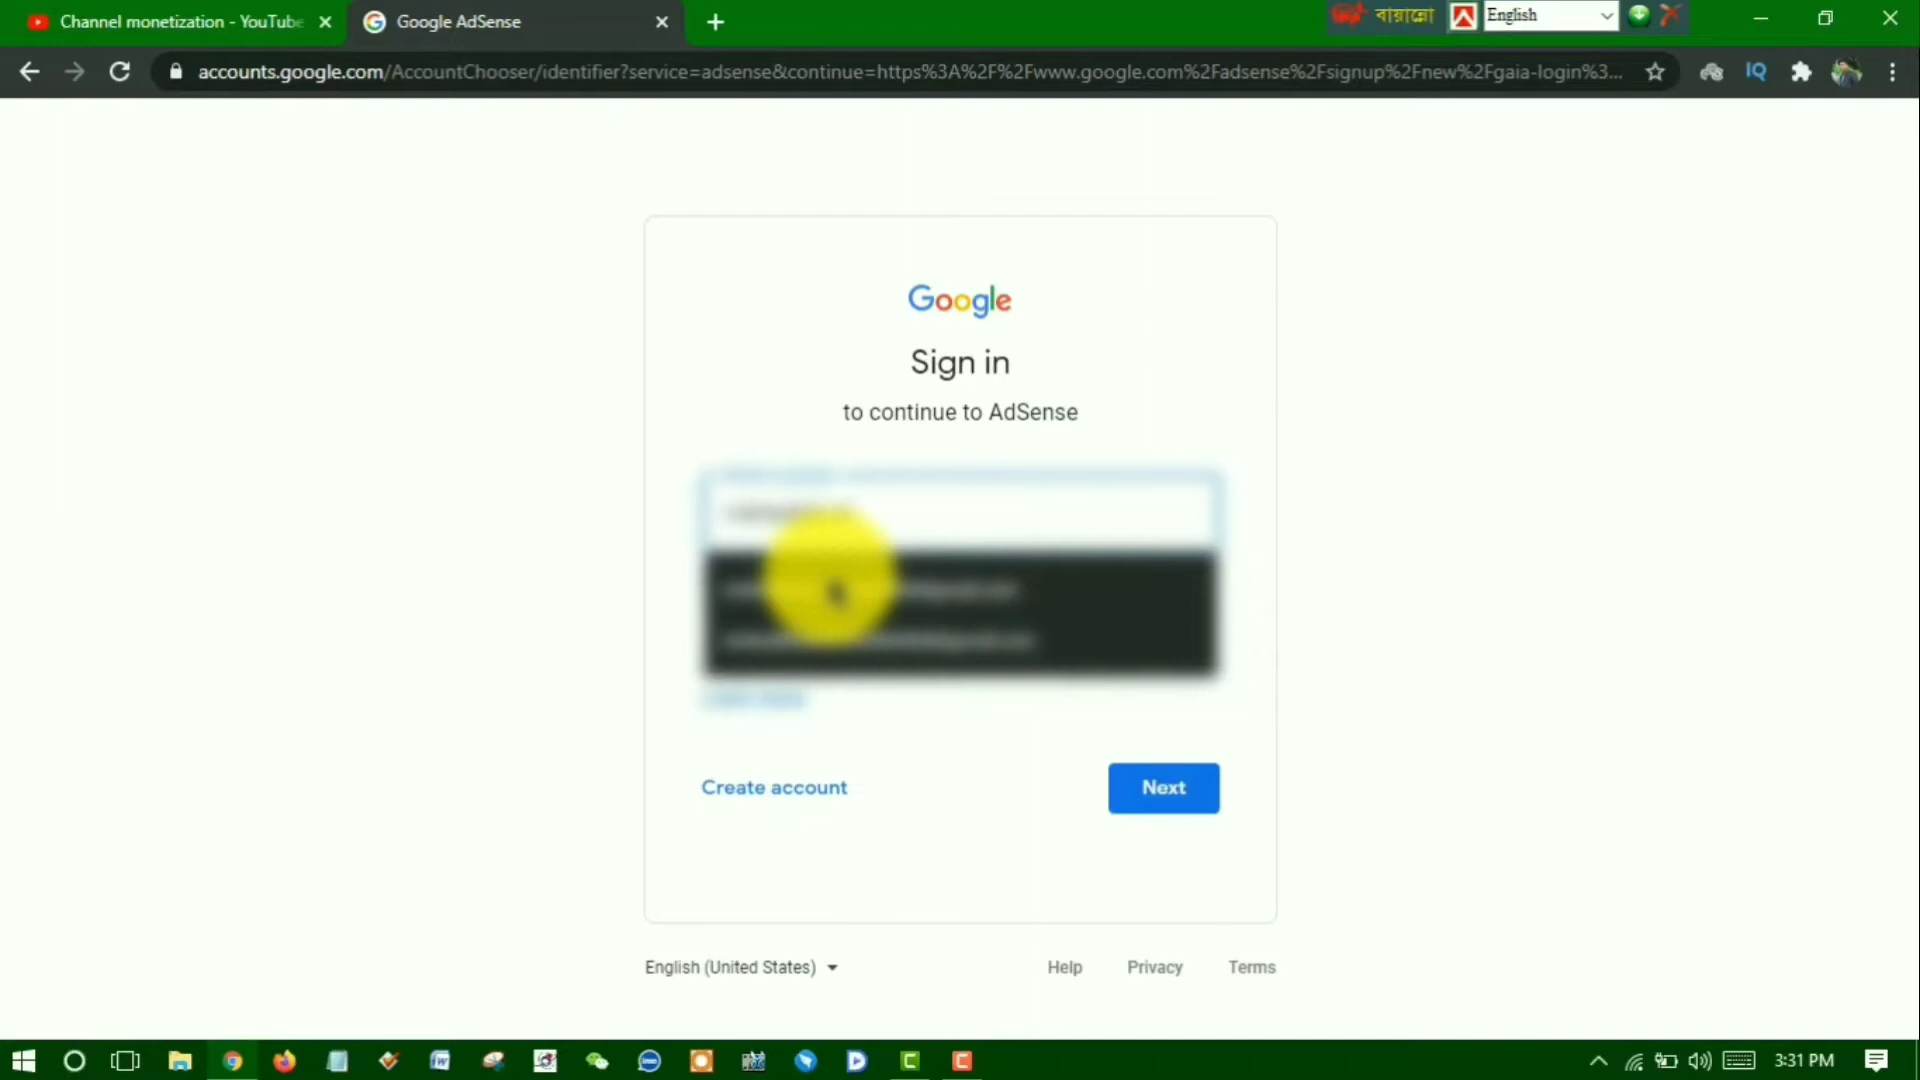 Channel monetization - YouTube
Google AdSense
বায়ান্নো
English
accounts.google.com/AccountChooser/identifier?service=adsense&continue=https%3A%2F%2Fwww.google.com%2Fadsense%2Fsignup%2Fnew%2Fgaia-login%3...
IQ
Google
Sign in
to continue to AdSense
Create account
Next
English (United States)
Help
Privacy
Terms
3:31 PM